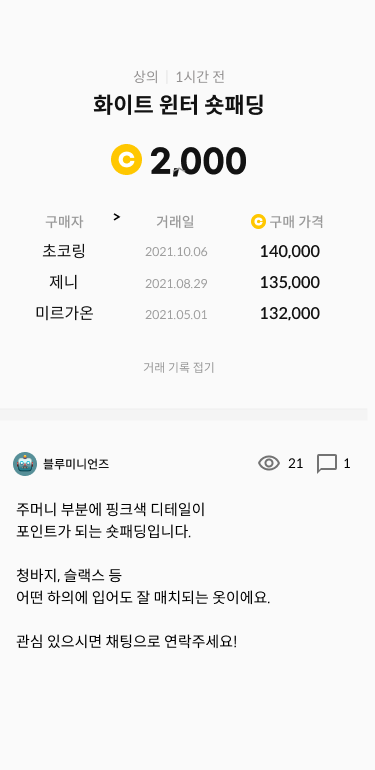 상의 | 1시간 전
화이트 윈터 숏패딩
C 2,000
구매자 > 거래일 C 구매 가격
초코링 2021.10.06 140,000
제니 2021.08.29 135,000
미르가온 2021.05.01 132,000
거래 기록 접기
블루미니언즈 21 1
주머니 부분에 핑크색 디테일이
포인트가 되는 숏패딩입니다.
청바지, 슬랙스 등
어떤 하의에 입어도 잘 매치되는 옷이에요.
관심 있으시면 채팅으로 연락주세요!